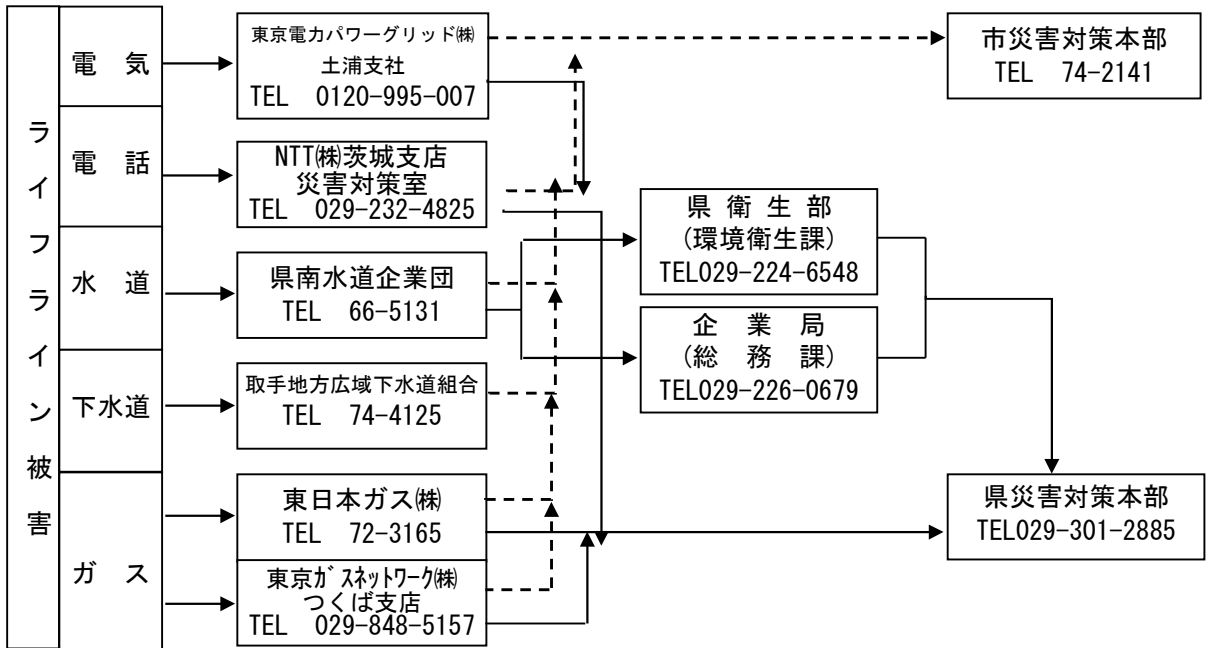 ライフライン被害
電　気
東京電力パワーグリッド㈱
土浦支社
TEL　0120-995-007
市災害対策本部
TEL　74-2141
電　話
NTT㈱茨城支店
災害対策室
TEL　029-232-4825
県 衛 生 部
(環境衛生課)
TEL029-224-6548
水　道
県南水道企業団
TEL　66-5131
企　業　局
(総　務　課)
TEL029-226-0679
下水道
取手地方広域下水道組合
TEL　74-4125
ガ　ス
東日本ガス㈱
TEL　72-3165
県災害対策本部
TEL029-301-2885
東京ｶﾞｽﾈｯﾄﾜｰｸ㈱
つくば支店
TEL　029-848-5157